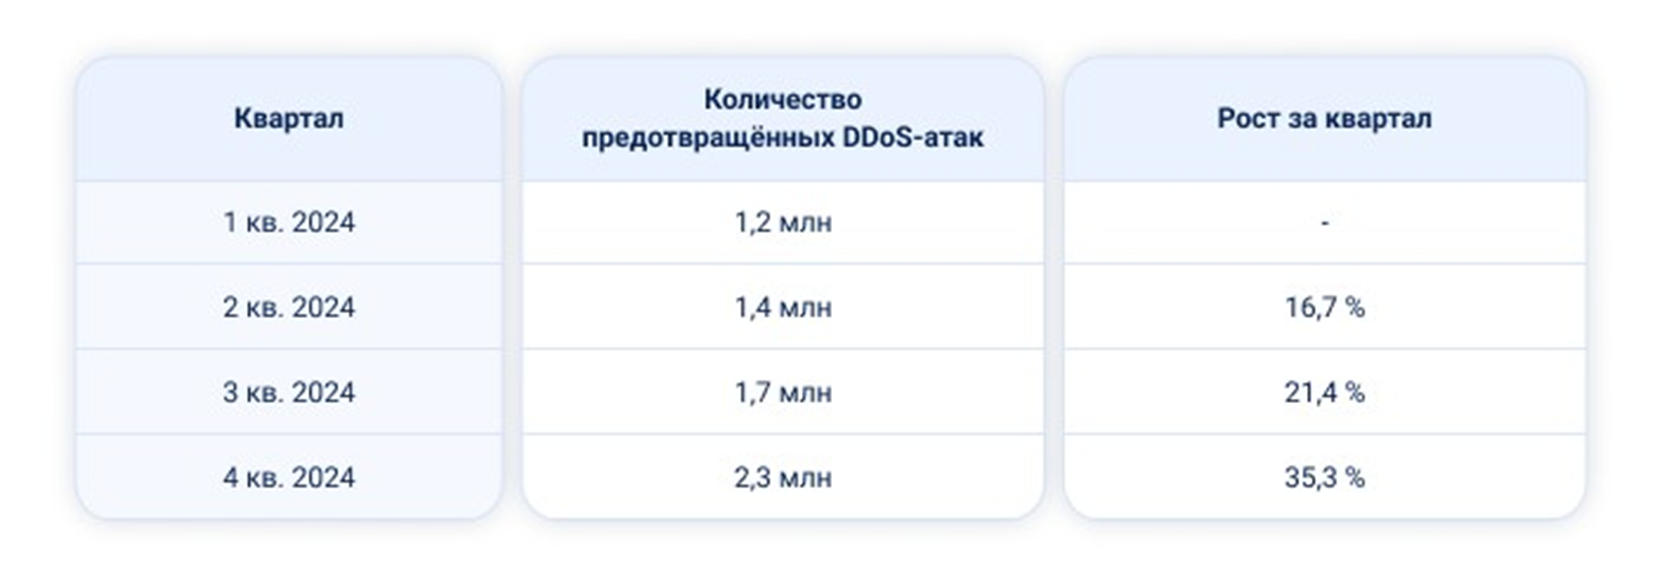 Квартал
Количество
предотвращённых DDoS-атак
Рост за квартал
1 кв. 2024
1,2 млн
-
2 кв. 2024
1,4 млн
16,7 %
3 кв. 2024
1,7 млн
21,4 %
4 кв. 2024
2,3 млн
35,3 %